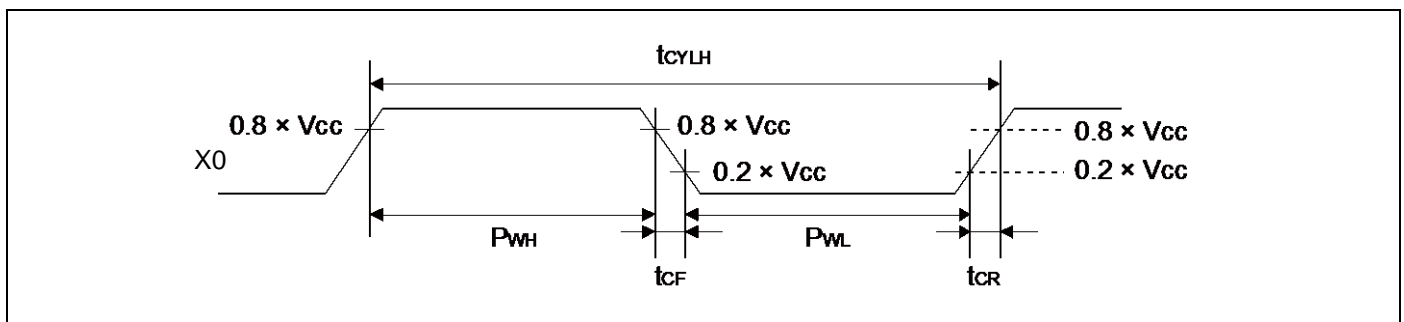 tCYLH
0.8 × VCC
0.8 × VCC
0.8 × VCC
X0
0.2 × VCC
0.2 × VCC
PWH
PWL
tCF
tCR